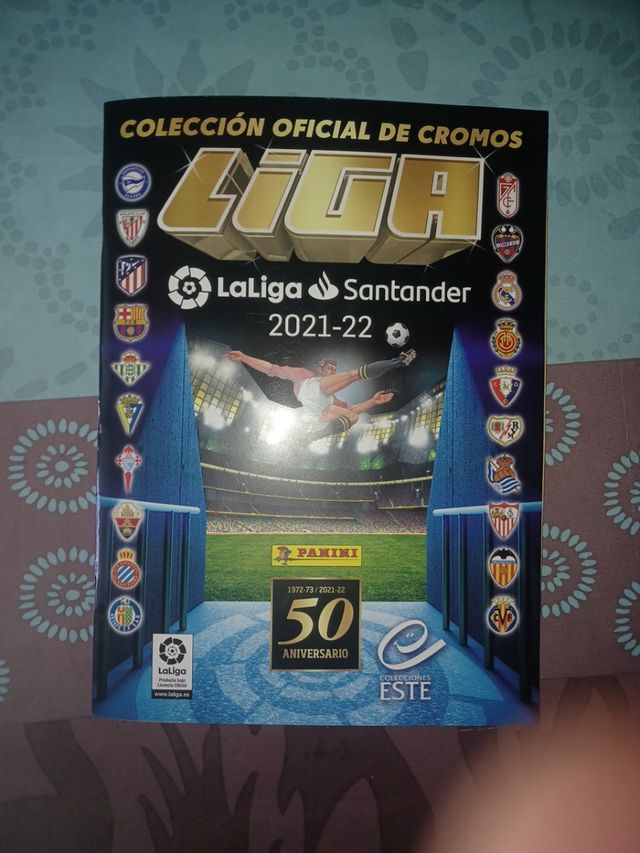 COLECCIÓN OFICIAL DE CROMOS
LiGA
LaLiga Santander
2021-22
PANINI
1972-73 / 2021-22
50
ANIVERSARIO
LaLiga
Producto bajo
Licencia Oficial
www.laliga.es
COLECCIONES
ESTE